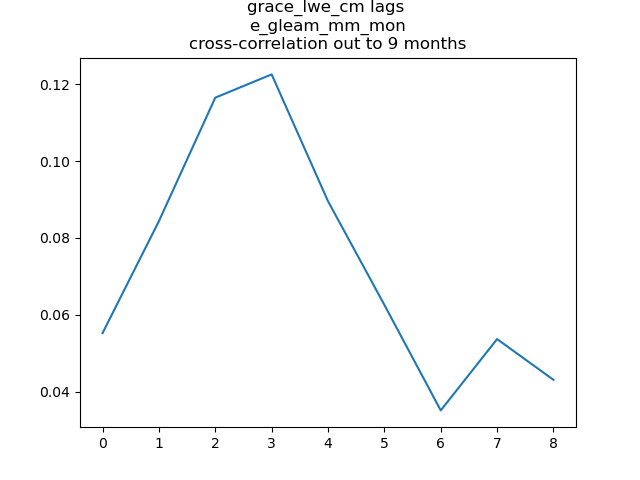 grace_lwe_cm lags
e_gleam_mm_mon
cross-correlation out to 9 months
0.12
0.10
0.08
0.06
0.04
0 1 2 3 4 5 6 7 8